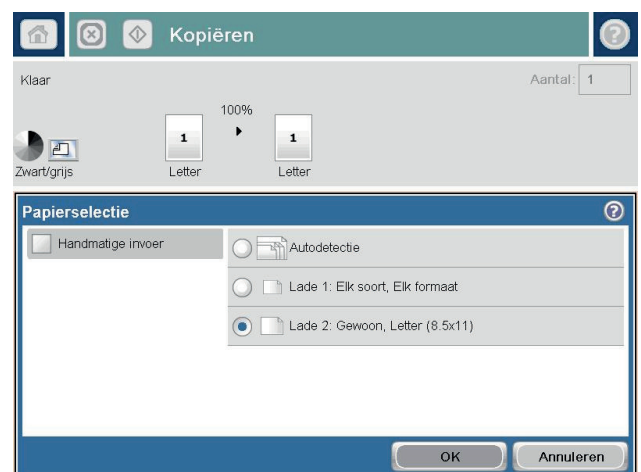 Kopiëren
Klaar
Aantal: 1
100%
1 1
Zwart/grijs Letter Letter
Papierselectie
Handmatige invoer
Autodetectie
Lade 1: Elk soort, Elk formaat
Lade 2: Gewoon, Letter (8.5x11)
OK Annuleren